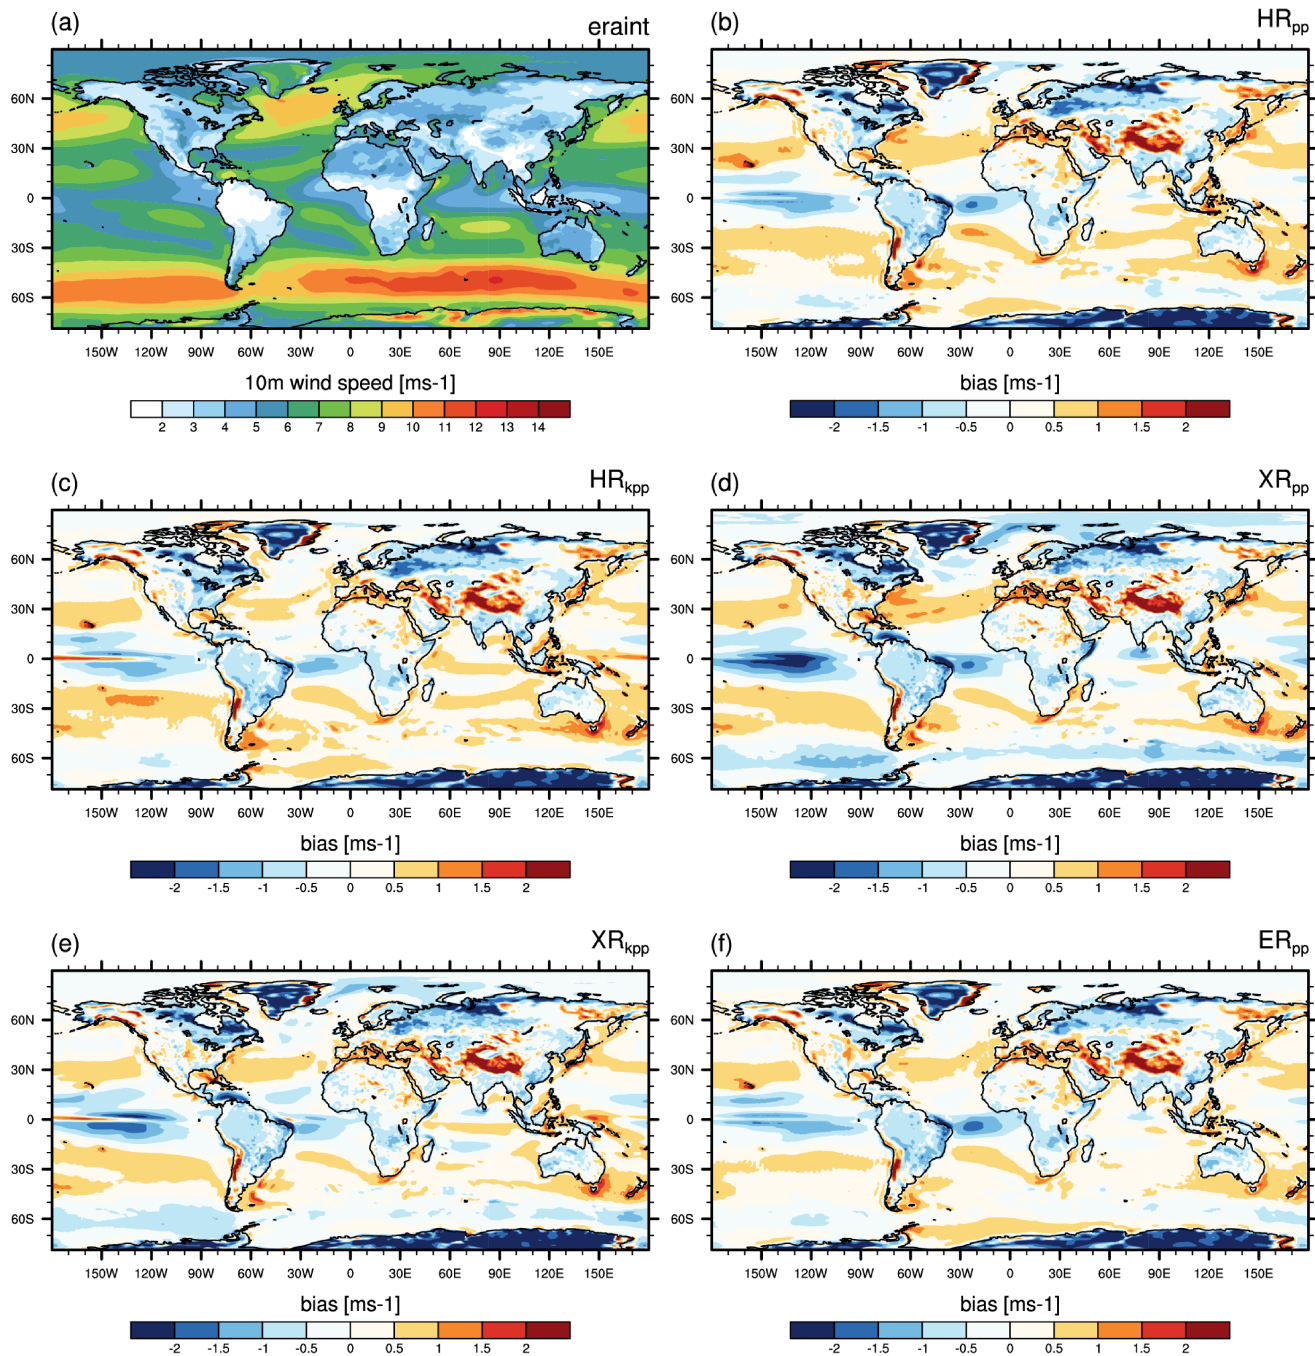 (a) eraint
60N
30N
0
30S
60S
150W 120W 90W 60W 30W 0 30E 60E 90E 120E 150E
10m wind speed [ms-1]
2 3 4 5 6 7 8 9 10 11 12 13 14
(b) HRpp
60N
30N
0
30S
60S
150W 120W 90W 60W 30W 0 30E 60E 90E 120E 150E
bias [ms-1]
-2 -1.5 -1 -0.5 0 0.5 1 1.5 2
(c) HRkpp
60N
30N
0
30S
60S
150W 120W 90W 60W 30W 0 30E 60E 90E 120E 150E
bias [ms-1]
-2 -1.5 -1 -0.5 0 0.5 1 1.5 2
(d) XRpp
60N
30N
0
30S
60S
150W 120W 90W 60W 30W 0 30E 60E 90E 120E 150E
bias [ms-1]
-2 -1.5 -1 -0.5 0 0.5 1 1.5 2
(e) XRkpp
60N
30N
0
30S
60S
150W 120W 90W 60W 30W 0 30E 60E 90E 120E 150E
bias [ms-1]
-2 -1.5 -1 -0.5 0 0.5 1 1.5 2
(f) ERpp
60N
30N
0
30S
60S
150W 120W 90W 60W 30W 0 30E 60E 90E 120E 150E
bias [ms-1]
-2 -1.5 -1 -0.5 0 0.5 1 1.5 2